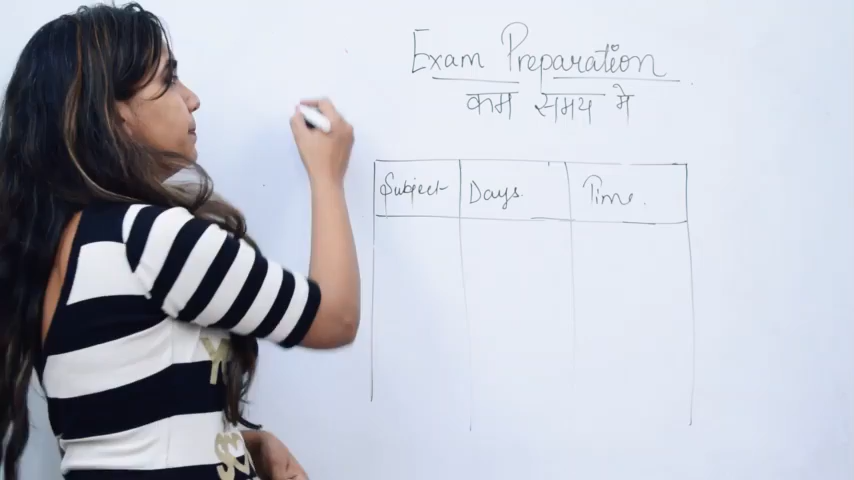 Exam Preparation
कम समय मे
Subject Days. Time.